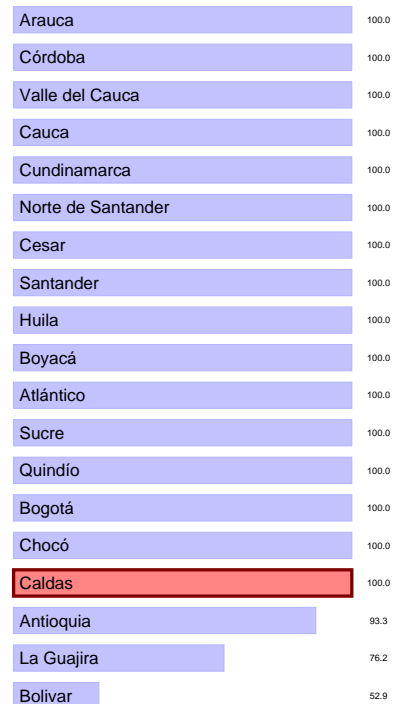 Arauca 100.0
Córdoba 100.0
Valle del Cauca 100.0
Cauca 100.0
Cundinamarca 100.0
Norte de Santander 100.0
Cesar 100.0
Santander 100.0
Huila 100.0
Boyacá 100.0
Atlántico 100.0
Sucre 100.0
Quindío 100.0
Bogotá 100.0
Chocó 100.0
Caldas 100.0
Antioquia 93.3
La Guajira 76.2
Bolivar 52.9